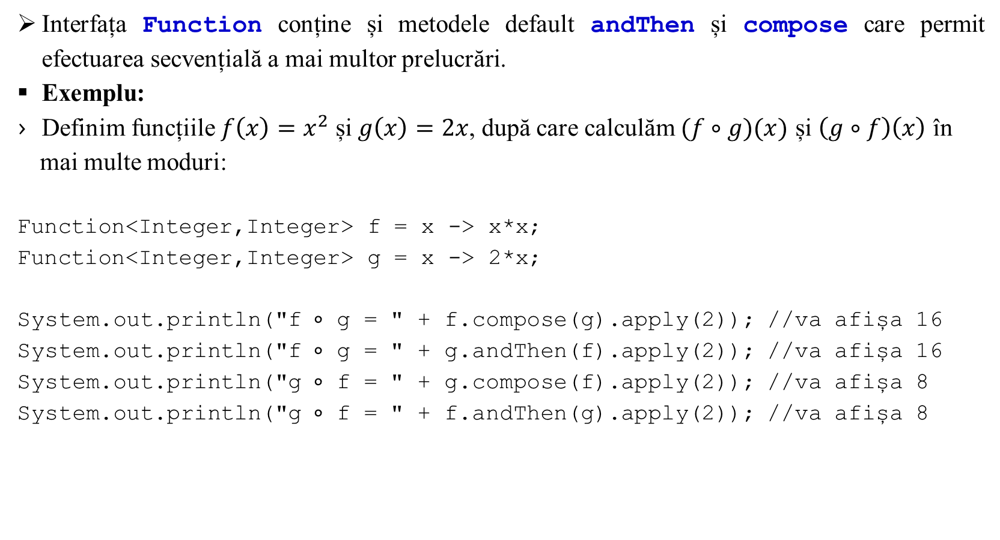 ➢ Interfața Function conține și metodele default andThen și compose care permit
efectuarea secvențială a mai multor prelucrări.
▪ Exemplu:
› Definim funcțiile f(x) = x² și g(x) = 2x, după care calculăm (f ∘ g)(x) și (g ∘ f)(x) în
mai multe moduri:
Function<Integer,Integer> f = x -> x*x;
Function<Integer,Integer> g = x -> 2*x;
System.out.println("f ∘ g = " + f.compose(g).apply(2)); //va afișa 16
System.out.println("f ∘ g = " + g.andThen(f).apply(2)); //va afișa 16
System.out.println("g ∘ f = " + g.compose(f).apply(2)); //va afișa 8
System.out.println("g ∘ f = " + f.andThen(g).apply(2)); //va afișa 8